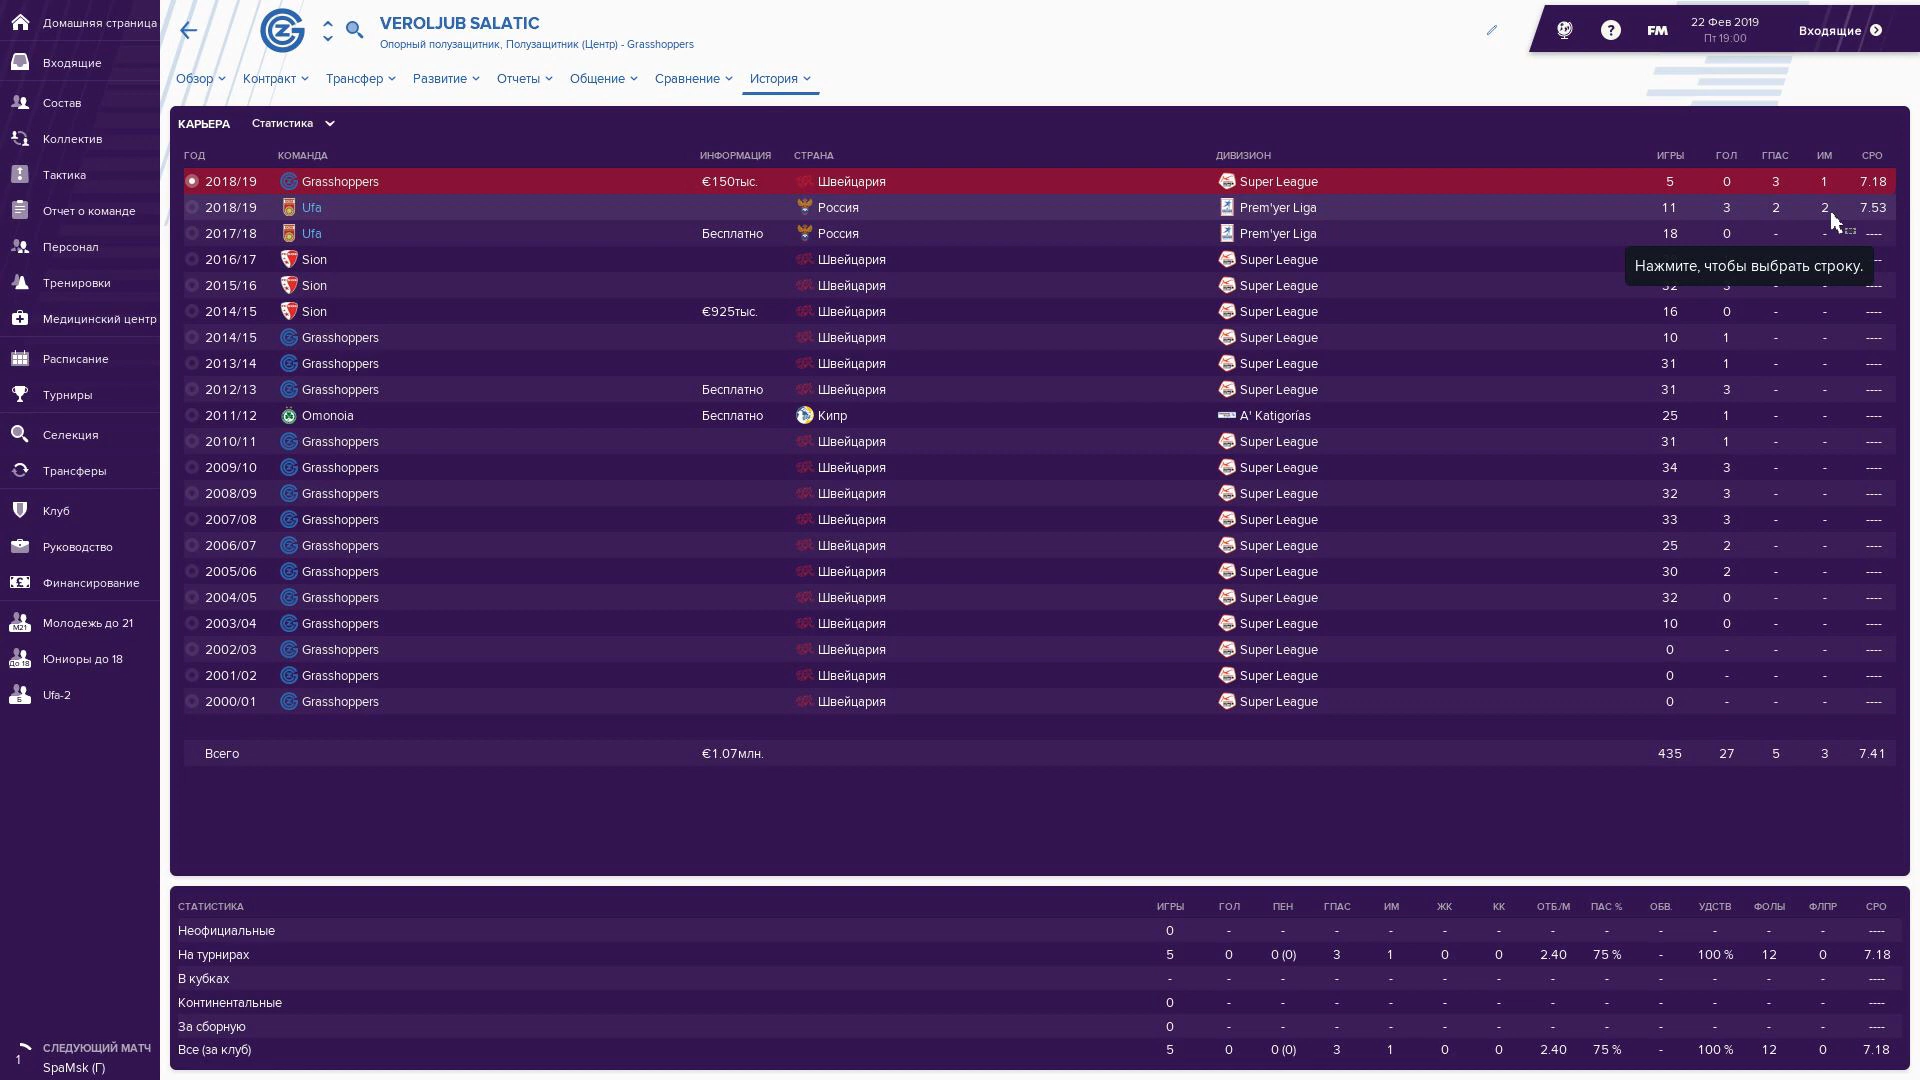 Домашняя страница
Входящие
Состав
Коллектив
Тактика
Отчет о команде
Персонал
Тренировки
Медицинский центр
Расписание
Турниры
Селекция
Трансферы
Клуб
Руководство
Финансирование
М21 Молодежь до 21
До 18 Юниоры до 18
Б Ufa-2
1 СЛЕДУЮЩИЙ МАТЧ
SpaMsk (Г)
VEROLJUB SALATIC
Опорный полузащитник, Полузащитник (Центр) - Grasshoppers
FM
22 Фев 2019
Пт 19:00
Входящие
Обзор Контракт Трансфер Развитие Отчеты Общение Сравнение История
КАРЬЕРА Статистика
ГОД КОМАНДА ИНФОРМАЦИЯ СТРАНА ДИВИЗИОН ИГРЫ ГОЛ ГПАС ИМ СРО
2018/19 Grasshoppers €150тыс. Швейцария Super League 5 0 3 1 7.18
2018/19 Ufa Россия Prem'yer Liga 11 3 2 2 7.53
2017/18 Ufa Бесплатно Россия Prem'yer Liga 18 0 - - ----
2016/17 Sion Швейцария Super League
Нажмите, чтобы выбрать строку.
2015/16 Sion Швейцария Super League - - ----
2014/15 Sion €925тыс. Швейцария Super League 16 0 - - ----
2014/15 Grasshoppers Швейцария Super League 10 1 - - ----
2013/14 Grasshoppers Швейцария Super League 31 1 - - ----
2012/13 Grasshoppers Бесплатно Швейцария Super League 31 3 - - ----
2011/12 Omonoia Бесплатно Кипр A' Katigorías 25 1 - - ----
2010/11 Grasshoppers Швейцария Super League 31 1 - - ----
2009/10 Grasshoppers Швейцария Super League 34 3 - - ----
2008/09 Grasshoppers Швейцария Super League 32 3 - - ----
2007/08 Grasshoppers Швейцария Super League 33 3 - - ----
2006/07 Grasshoppers Швейцария Super League 25 2 - - ----
2005/06 Grasshoppers Швейцария Super League 30 2 - - ----
2004/05 Grasshoppers Швейцария Super League 32 0 - - ----
2003/04 Grasshoppers Швейцария Super League 10 0 - - ----
2002/03 Grasshoppers Швейцария Super League 0 - - - ----
2001/02 Grasshoppers Швейцария Super League 0 - - - ----
2000/01 Grasshoppers Швейцария Super League 0 - - - ----
Всего €1.07млн. 435 27 5 3 7.41
СТАТИСТИКА ИГРЫ ГОЛ ПЕН ГПАС ИМ ЖК КК ОТБ/М ПАС % ОБВ. УДСТВ ФОЛЫ ФЛПР СРО
Неофициальные 0 - - - - - - - - - - - - ----
На турнирах 5 0 0 (0) 3 1 0 0 2.40 75 % - 100 % 12 0 7.18
В кубках - - - - - - - - - - - - - ----
Континентальные 0 - - - - - - - - - - - - ----
За сборную 0 - - - - - - - - - - - - ----
Все (за клуб) 5 0 0 (0) 3 1 0 0 2.40 75 % - 100 % 12 0 7.18